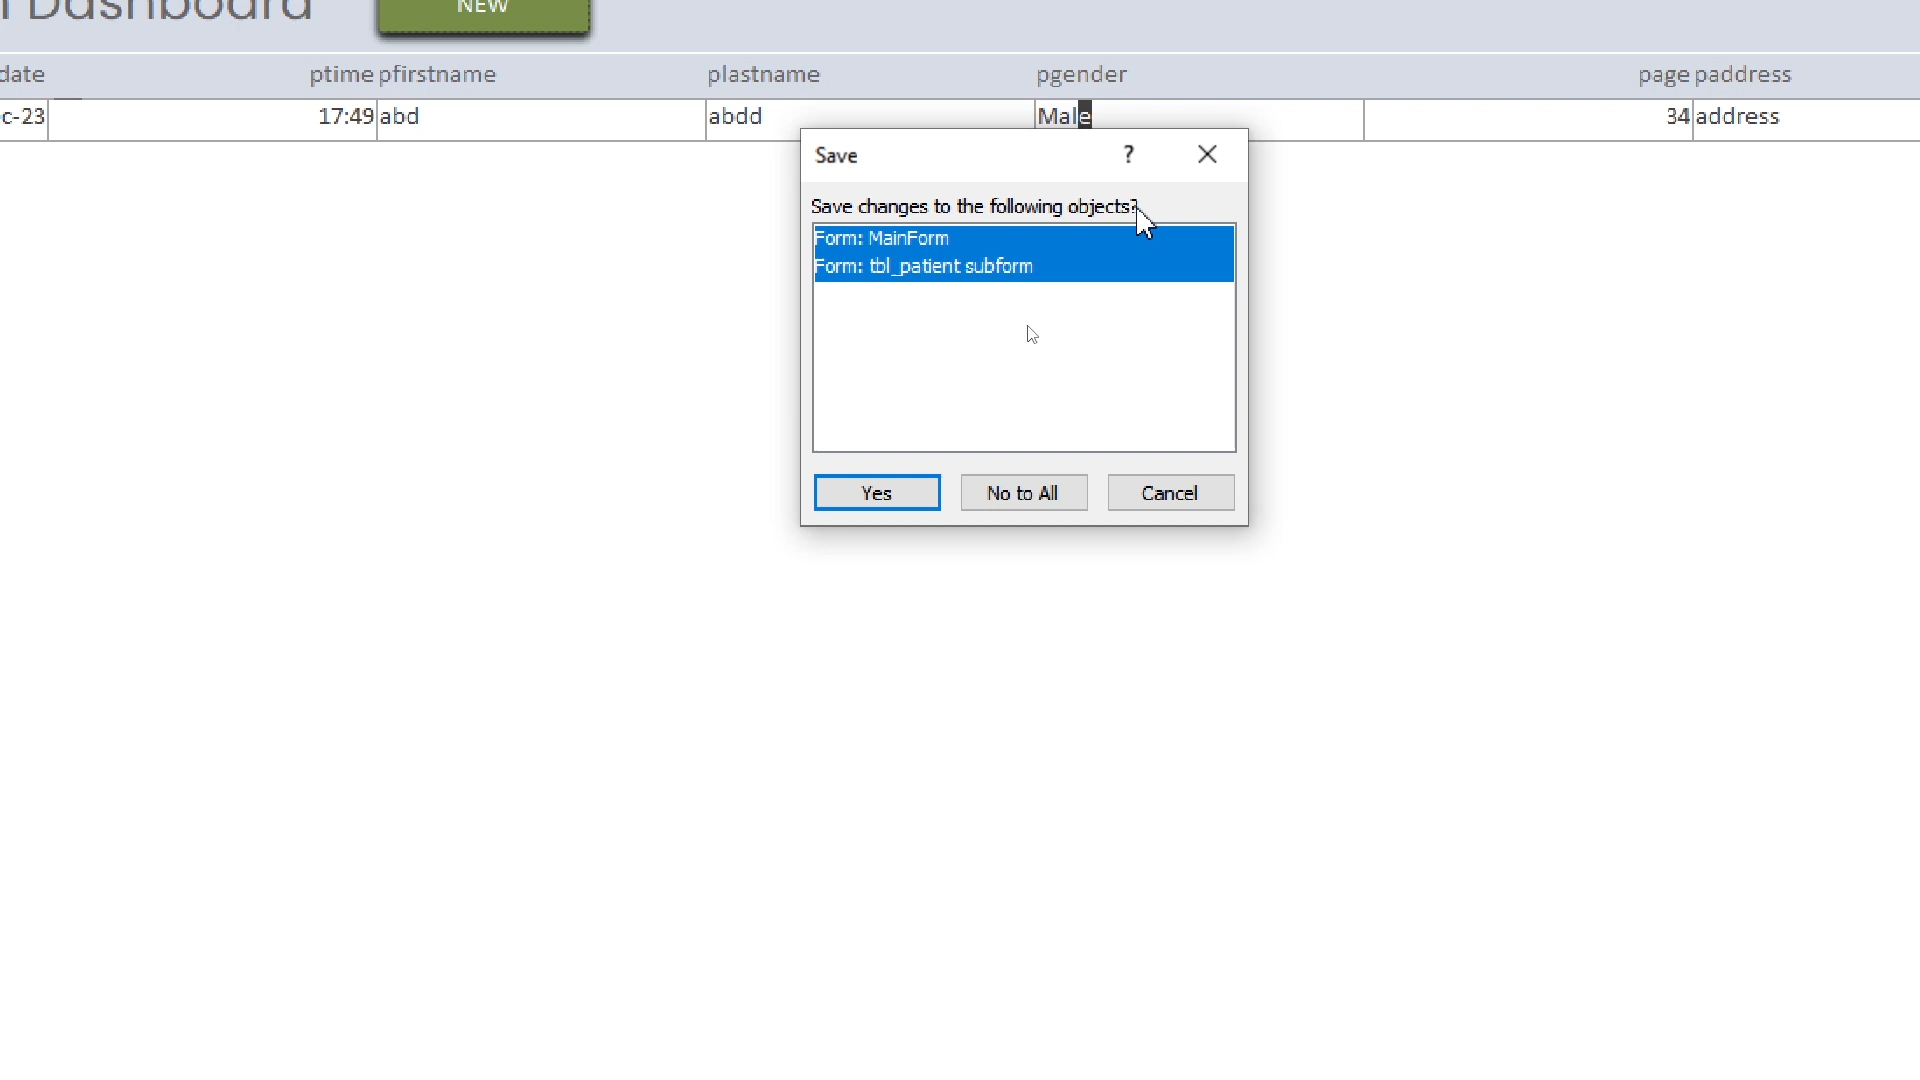 Dashboard NEW
date ptime pfirstname plastname pgender page paddress
c-23 17:49 abd abdd Male 34 address
Save ?
Save changes to the following objects?
Form: MainForm
Form: tbl_patient subform
Yes No to All Cancel